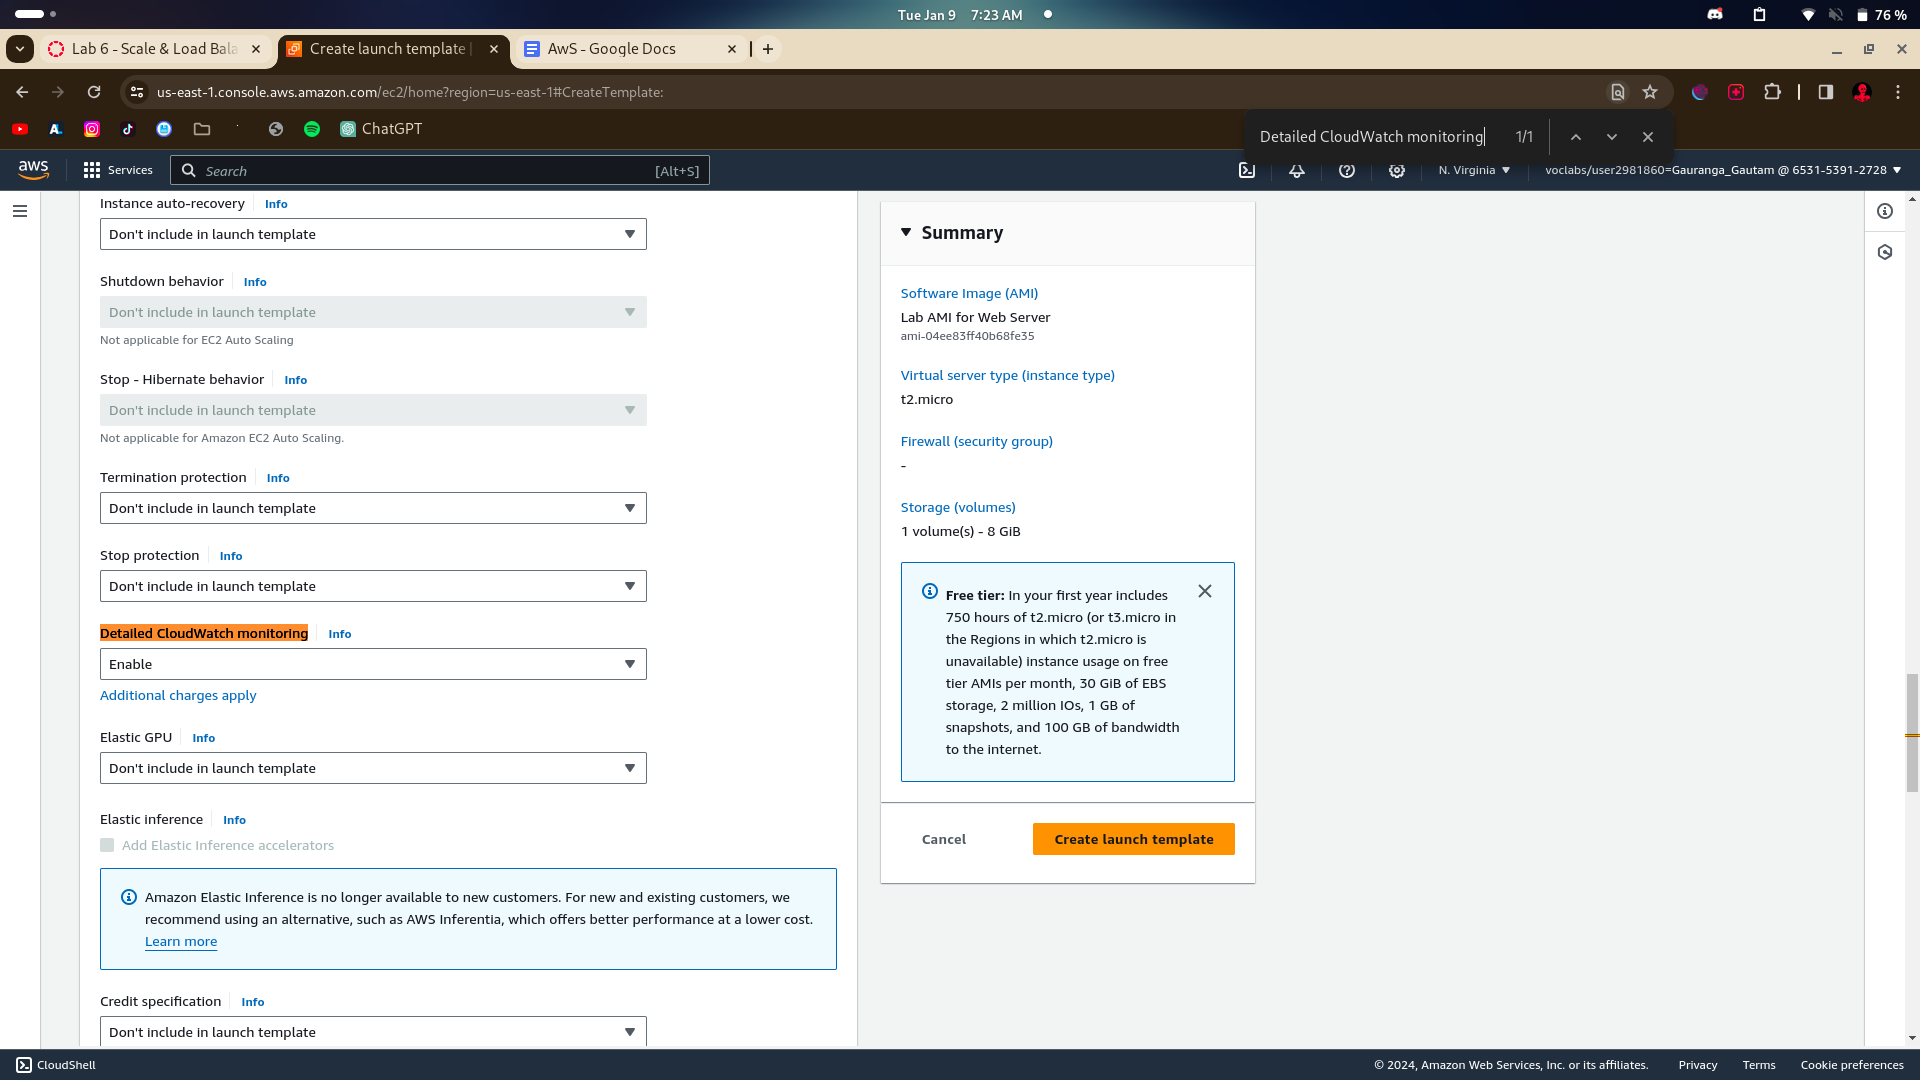 Tue Jan 9 7:23 AM
76 %
Lab 6 - Scale & Load Bala
Create launch template |
AwS - Google Docs
us-east-1.console.aws.amazon.com/ec2/home?region=us-east-1#CreateTemplate:
ChatGPT
Detailed CloudWatch monitoring 1/1
aws
Services
Search [Alt+S]
N. Virginia
voclabs/user2981860=Gauranga_Gautam @ 6531-5391-2728
Instance auto-recovery Info
Don't include in launch template
Shutdown behavior Info
Don't include in launch template
Not applicable for EC2 Auto Scaling
Stop - Hibernate behavior Info
Don't include in launch template
Not applicable for Amazon EC2 Auto Scaling.
Termination protection Info
Don't include in launch template
Stop protection Info
Don't include in launch template
Detailed CloudWatch monitoring Info
Enable
Additional charges apply
Elastic GPU Info
Don't include in launch template
Elastic inference Info
Add Elastic Inference accelerators
Amazon Elastic Inference is no longer available to new customers. For new and existing customers, we
recommend using an alternative, such as AWS Inferentia, which offers better performance at a lower cost.
Learn more
Credit specification Info
Don't include in launch template
Summary
Software Image (AMI)
Lab AMI for Web Server
ami-04ee83ff40b68fe35
Virtual server type (instance type)
t2.micro
Firewall (security group)
-
Storage (volumes)
1 volume(s) - 8 GiB
Free tier: In your first year includes
750 hours of t2.micro (or t3.micro in
the Regions in which t2.micro is
unavailable) instance usage on free
tier AMIs per month, 30 GiB of EBS
storage, 2 million IOs, 1 GB of
snapshots, and 100 GB of bandwidth
to the internet.
Cancel
Create launch template
CloudShell
© 2024, Amazon Web Services, Inc. or its affiliates.
Privacy
Terms
Cookie preferences